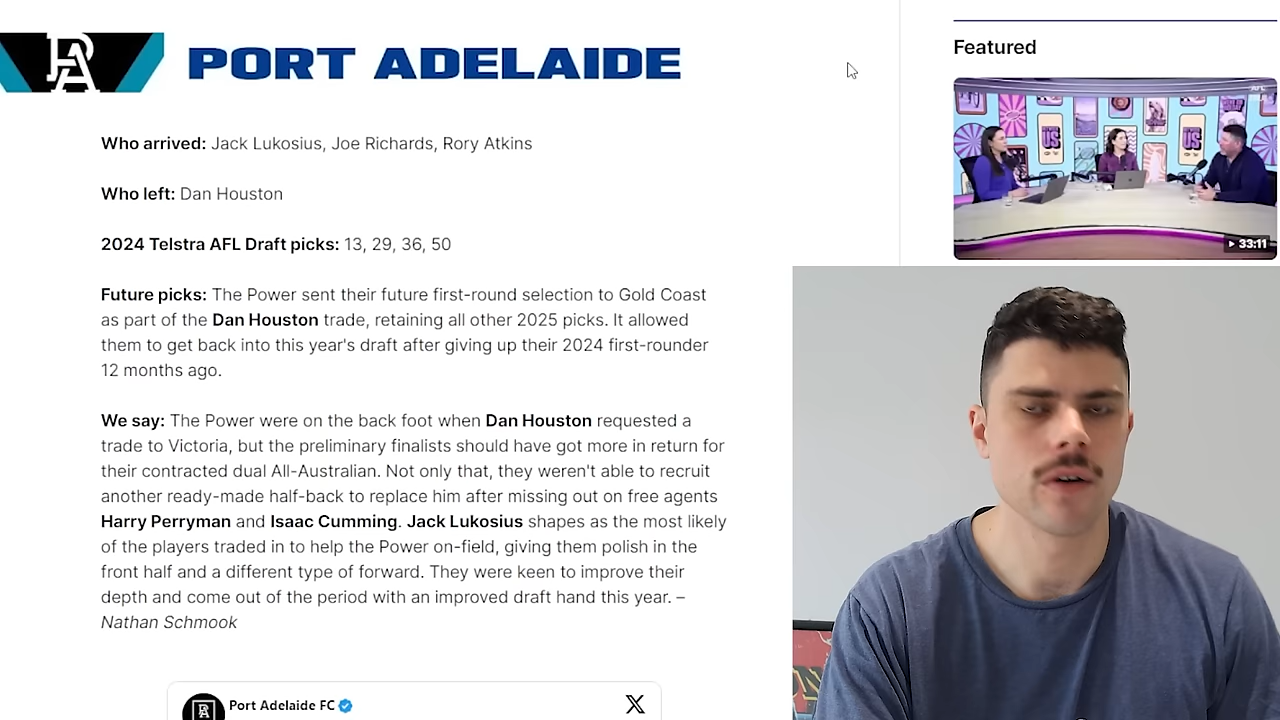 PA PORT ADELAIDE
Featured
Who arrived: Jack Lukosius, Joe Richards, Rory Atkins
Who left: Dan Houston
2024 Telstra AFL Draft picks: 13, 29, 36, 50
33:11
Future picks: The Power sent their future first-round selection to Gold Coast
as part of the Dan Houston trade, retaining all other 2025 picks. It allowed
them to get back into this year's draft after giving up their 2024 first-rounder
12 months ago.
We say: The Power were on the back foot when Dan Houston requested a
trade to Victoria, but the preliminary finalists should have got more in return for
their contracted dual All-Australian. Not only that, they weren't able to recruit
another ready-made half-back to replace him after missing out on free agents
Harry Perryman and Isaac Cumming. Jack Lukosius shapes as the most likely
of the players traded in to help the Power on-field, giving them polish in the
front half and a different type of forward. They were keen to improve their
depth and come out of the period with an improved draft hand this year. –
Nathan Schmook
PA Port Adelaide FC X